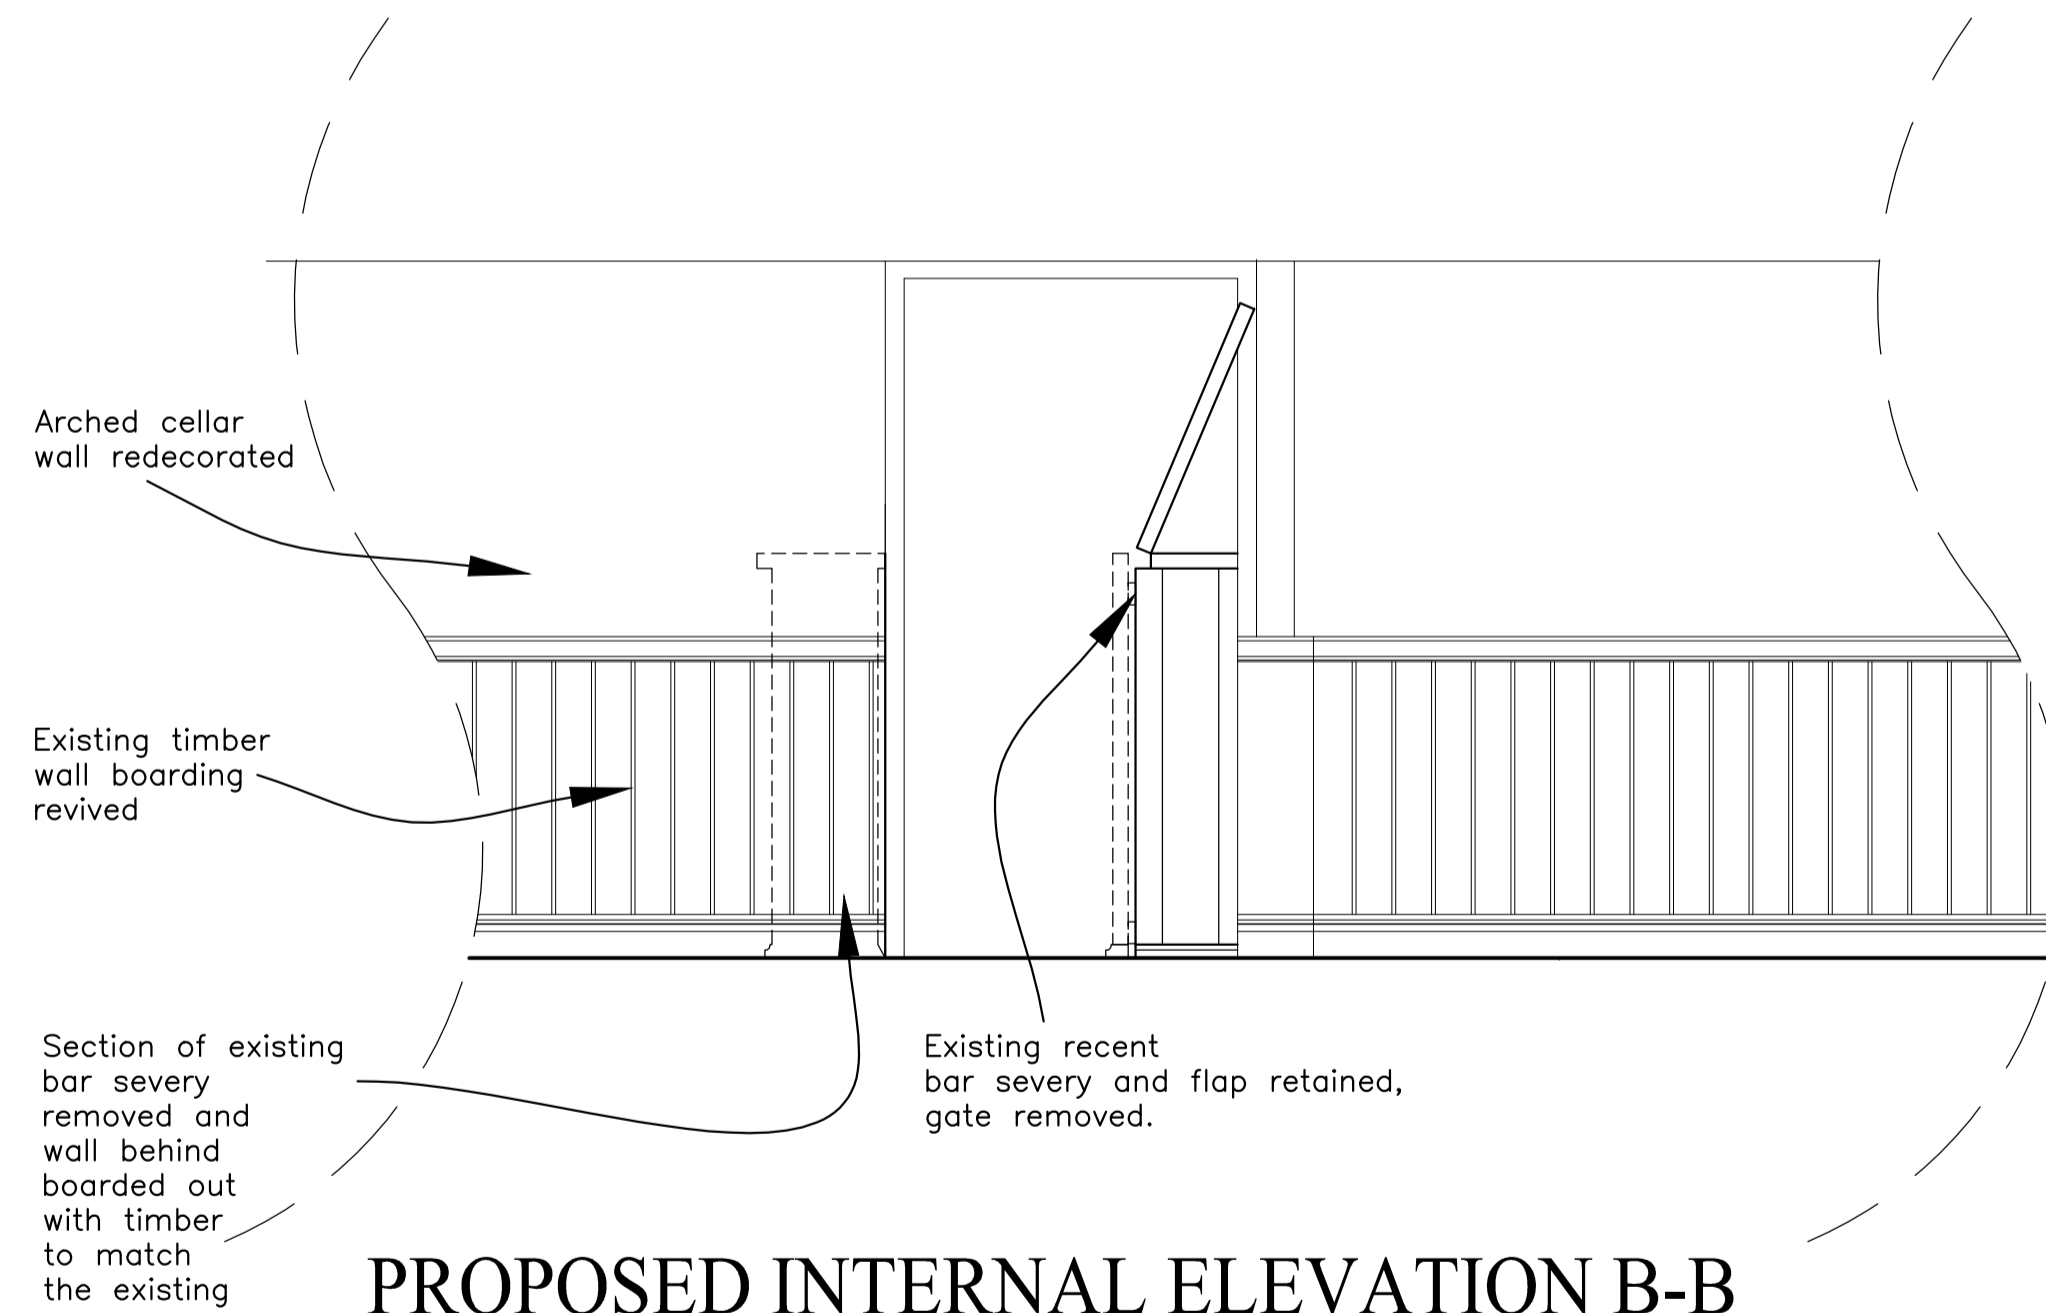 Arched cellar
wall redecorated
Existing timber
wall boarding
revived
Section of existing
bar severy
removed and
wall behind
boarded out
with timber
to match
the existing
Existing recent
bar severy and flap retained,
gate removed.
PROPOSED INTERNAL ELEVATION B-B